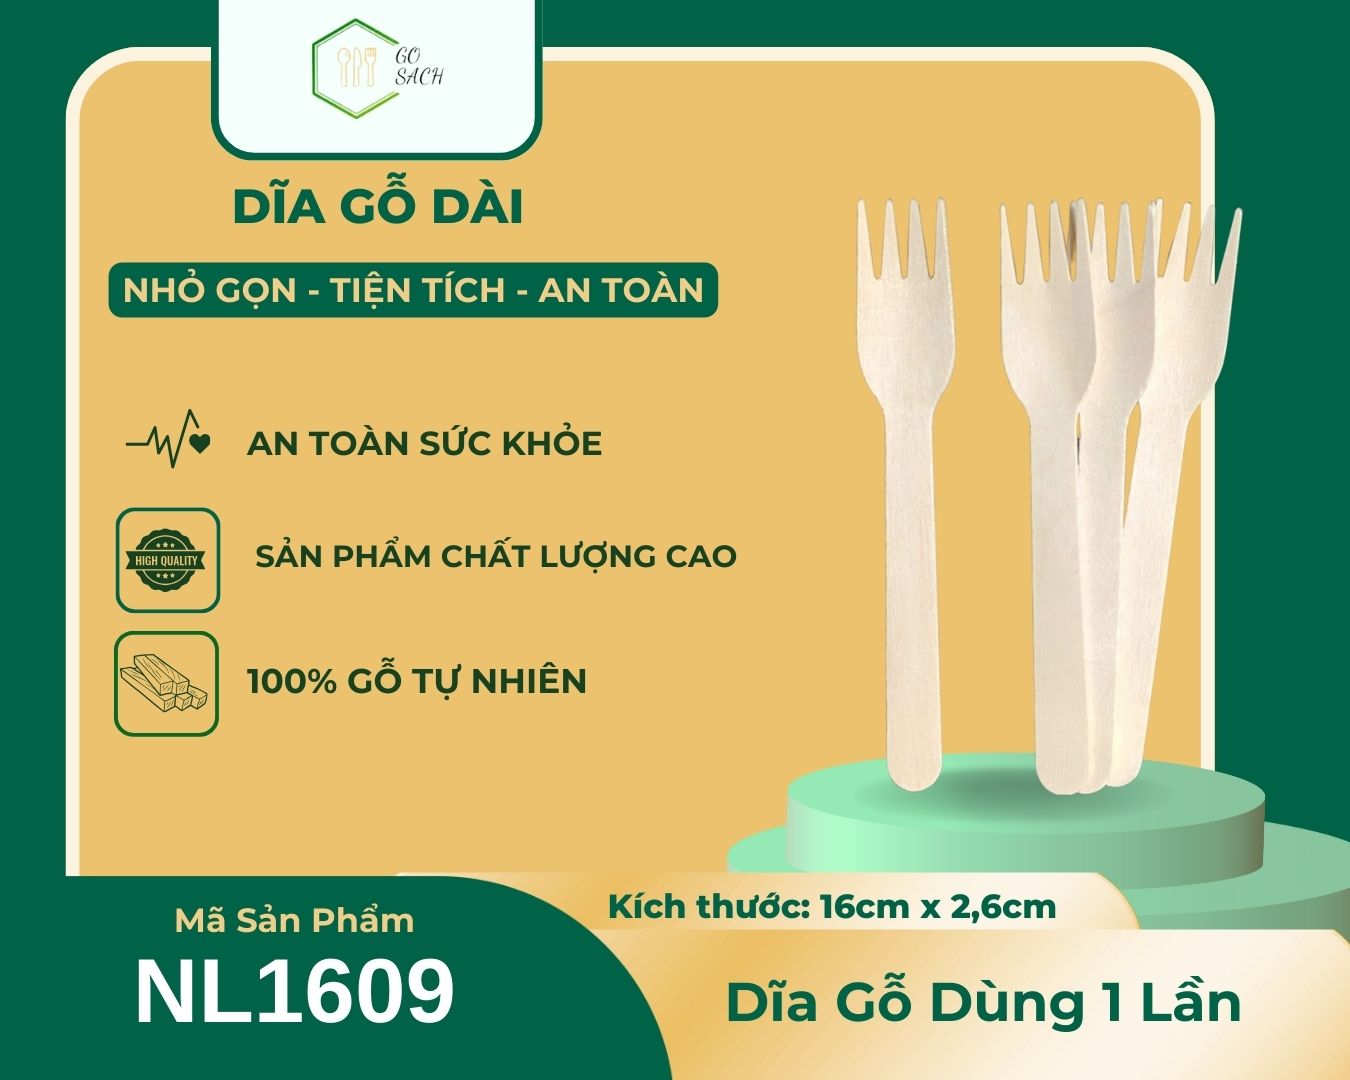 GO
SACH
DĨA GỖ DÀI
NHỎ GỌN - TIỆN TÍCH - AN TOÀN
AN TOÀN SỨC KHỎE
HIGH QUALITY
SẢN PHẨM CHẤT LƯỢNG CAO
100% GỖ TỰ NHIÊN
Kích thước: 16cm x 2,6cm
Mã Sản Phẩm
NL1609
Dĩa Gỗ Dùng 1 Lần